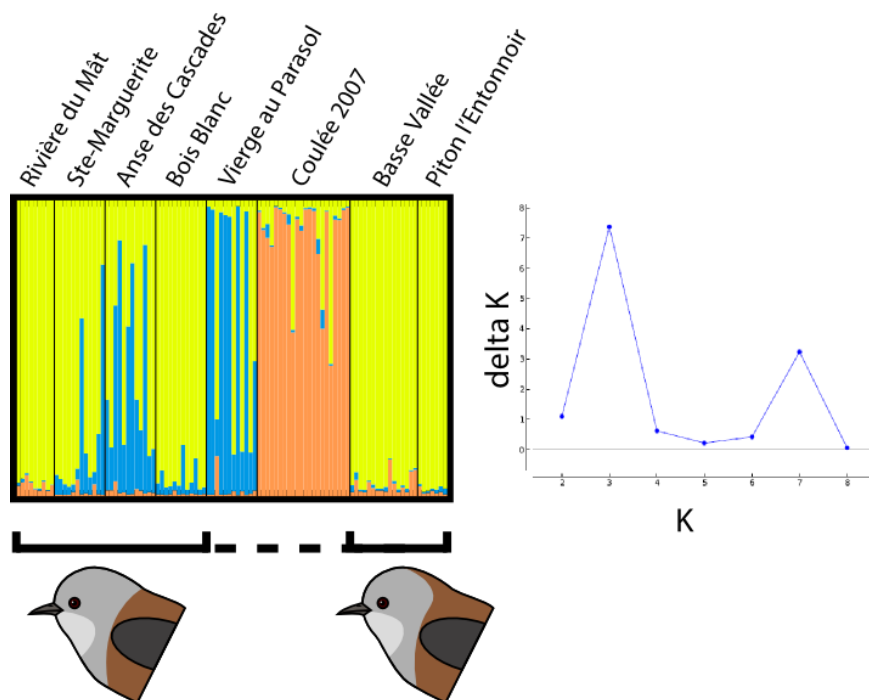 Rivière du Mât
Ste-Marguerite
Anse des Cascades
Bois Blanc
Vierge au Parasol
Coulée 2007
Basse Vallée
Piton l'Entonnoir
delta K
8
7
6
5
4
3
2
1
0
2 3 4 5 6 7 8
K